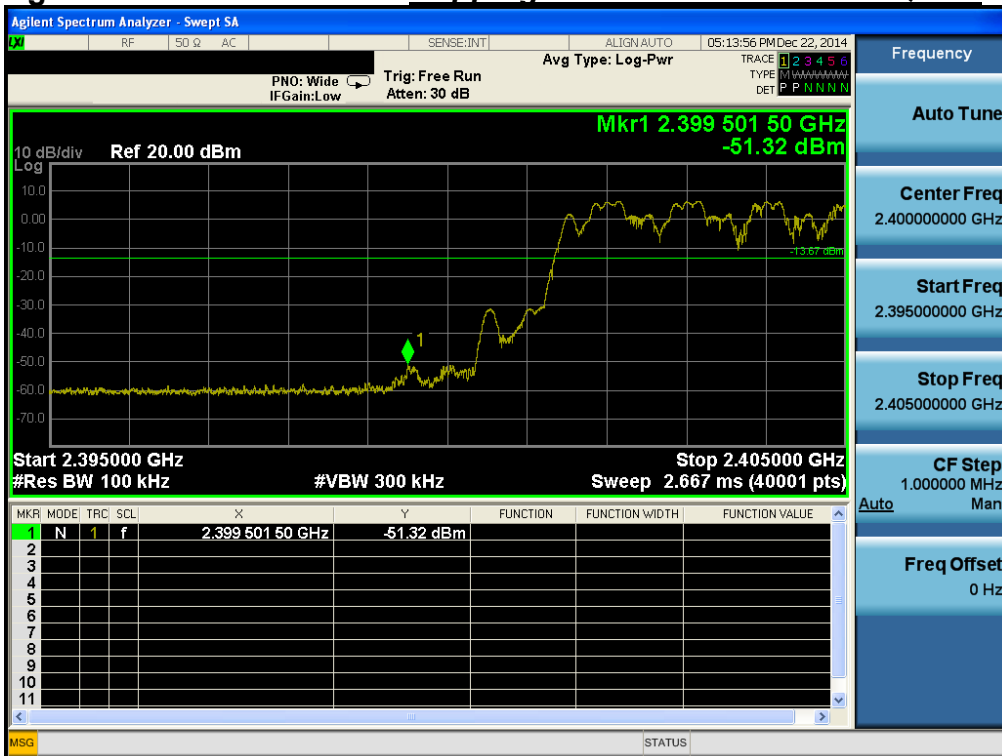 Agilent Spectrum Analyzer - Swept SA
LXI RF 50 Ω AC SENSE:INT ALIGN AUTO 05:13:56 PM Dec 22, 2014
PNO: Wide
IFGain:Low
Trig: Free Run
Atten: 30 dB
Avg Type: Log-Pwr
TRACE 1 2 3 4 5 6
TYPE M
DET P P N N N N
Mkr1 2.399 501 50 GHz
-51.32 dBm
10 dB/div Ref 20.00 dBm
Log
10.0
0.00
-10.0
-13.67 dBm
-20.0
-30.0
-40.0
1
-50.0
-60.0
-70.0
Start 2.395000 GHz Stop 2.405000 GHz
#Res BW 100 kHz #VBW 300 kHz Sweep 2.667 ms (40001 pts)
MKR MODE TRC SCL X Y FUNCTION FUNCTION WIDTH FUNCTION VALUE
1 N 1 f 2.399 501 50 GHz -51.32 dBm
2
3
4
5
6
7
8
9
10
11
MSG STATUS
Frequency
Auto Tune
Center Freq
2.400000000 GHz
Start Freq
2.395000000 GHz
Stop Freq
2.405000000 GHz
CF Step
1.000000 MHz
Auto Man
Freq Offset
0 Hz